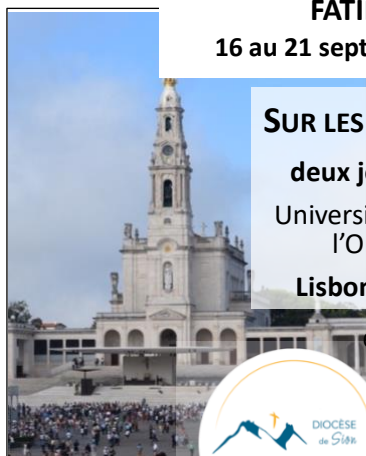 FATI
16 au 21 sept
SUR LES
deux j
Universi
l'O
Lisbon
DIOCÈSE
de Sion